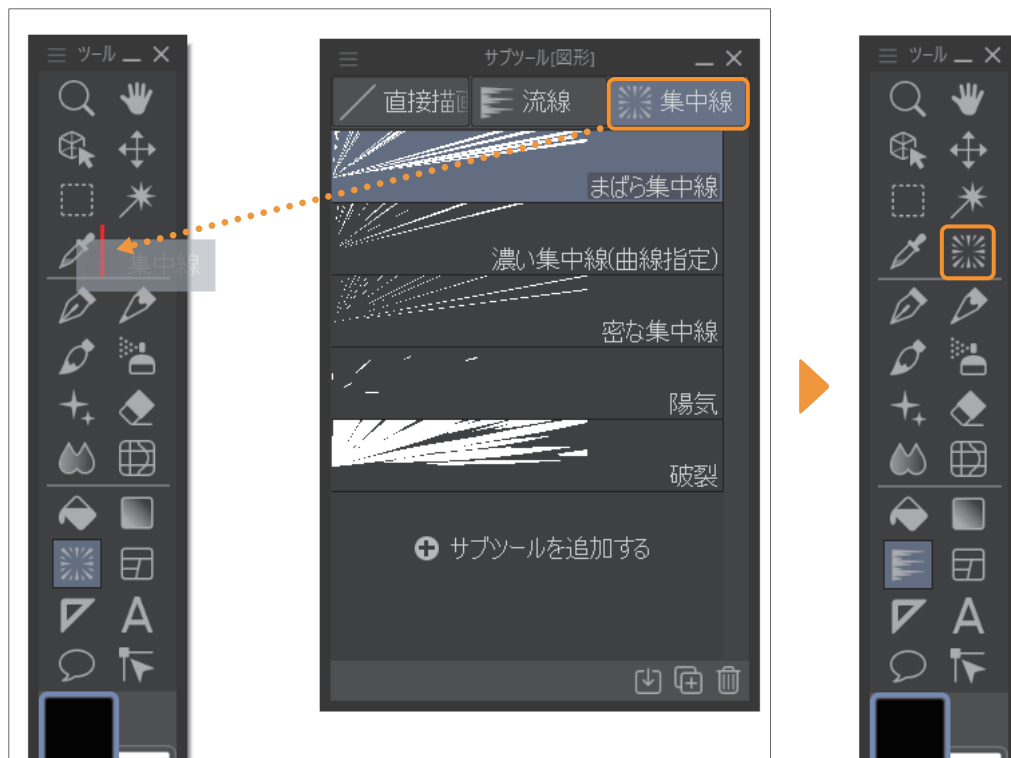 ツール
サブツール[図形]
ツール
直接描画
流線
集中線
まばら集中線
集中線
濃い集中線(曲線指定)
密な集中線
陽気
破裂
サブツールを追加する